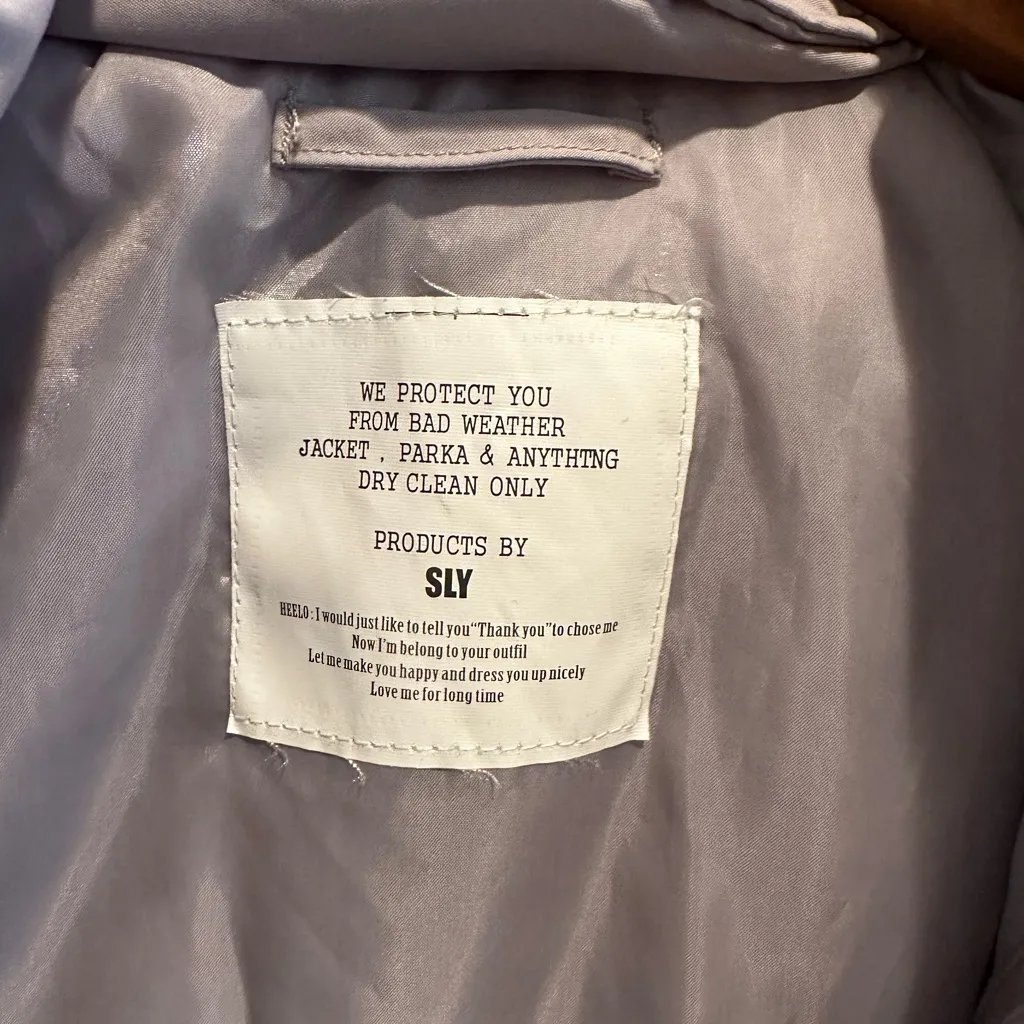 WE PROTECT YOU
FROM BAD WEATHER
JACKET , PARKA & ANYTHTNG
DRY CLEAN ONLY
PRODUCTS BY
SLY
HEELO : I would just like to tell you “Thank you” to chose me
Now I'm belong to your outfil
Let me make you happy and dress you up nicely
Love me for long time